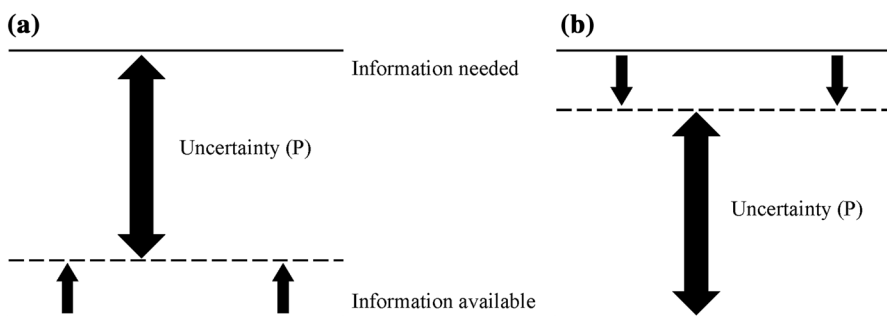 (a)
(b)
Information needed
Uncertainty (P)
Uncertainty (P)
Information available